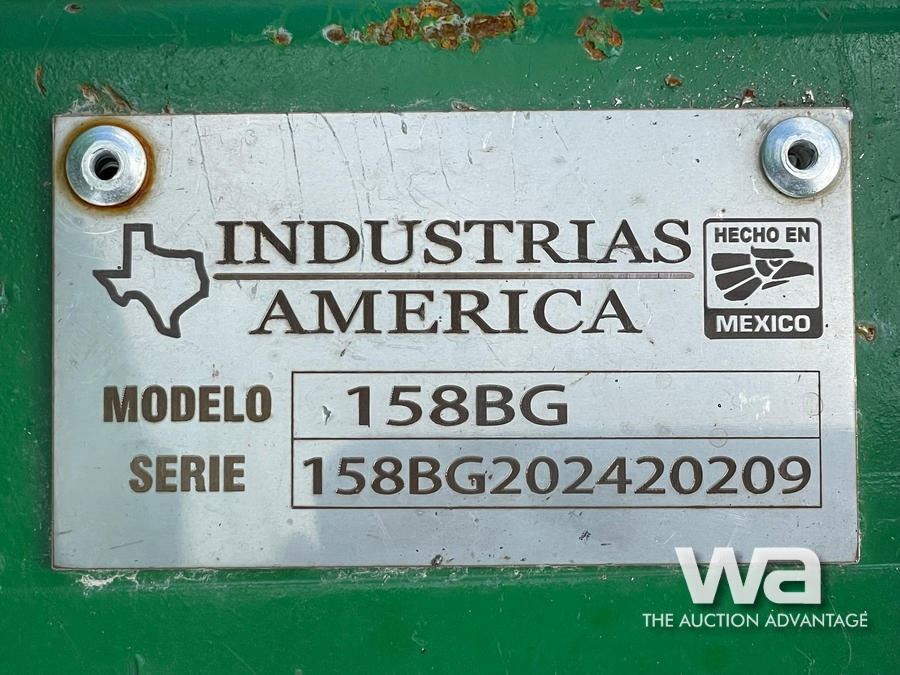 INDUSTRIAS
AMERICA
HECHO EN
MEXICO
MODELO 158BG
SERIE 158BG202420209
wa
THE AUCTION ADVANTAGE